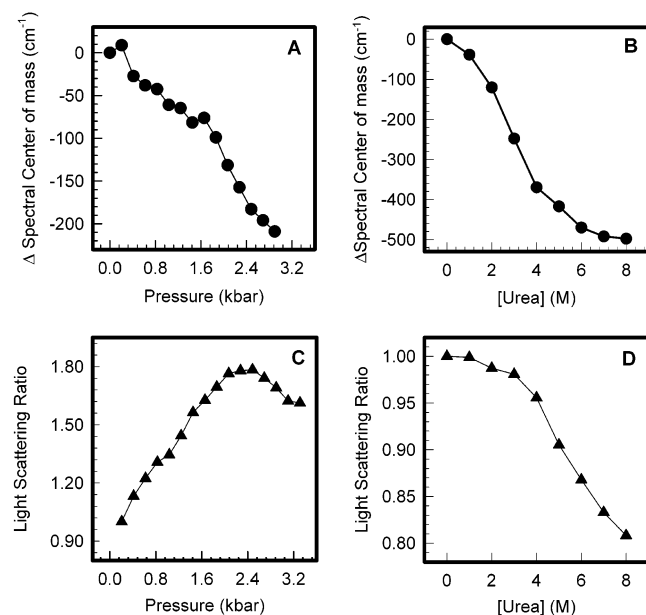 A
Δ Spectral Center of mass (cm⁻¹)
0
-50
-100
-150
-200
0.0 0.8 1.6 2.4 3.2
Pressure (kbar)
B
ΔSpectral Center of mass (cm⁻¹)
0
-100
-200
-300
-400
-500
0 2 4 6 8
[Urea] (M)
C
Light Scattering Ratio
1.80
1.50
1.20
0.90
0.0 0.8 1.6 2.4 3.2
Pressure (kbar)
D
Light Scattering Ratio
1.00
0.95
0.90
0.85
0.80
0 2 4 6 8
[Urea] (M)